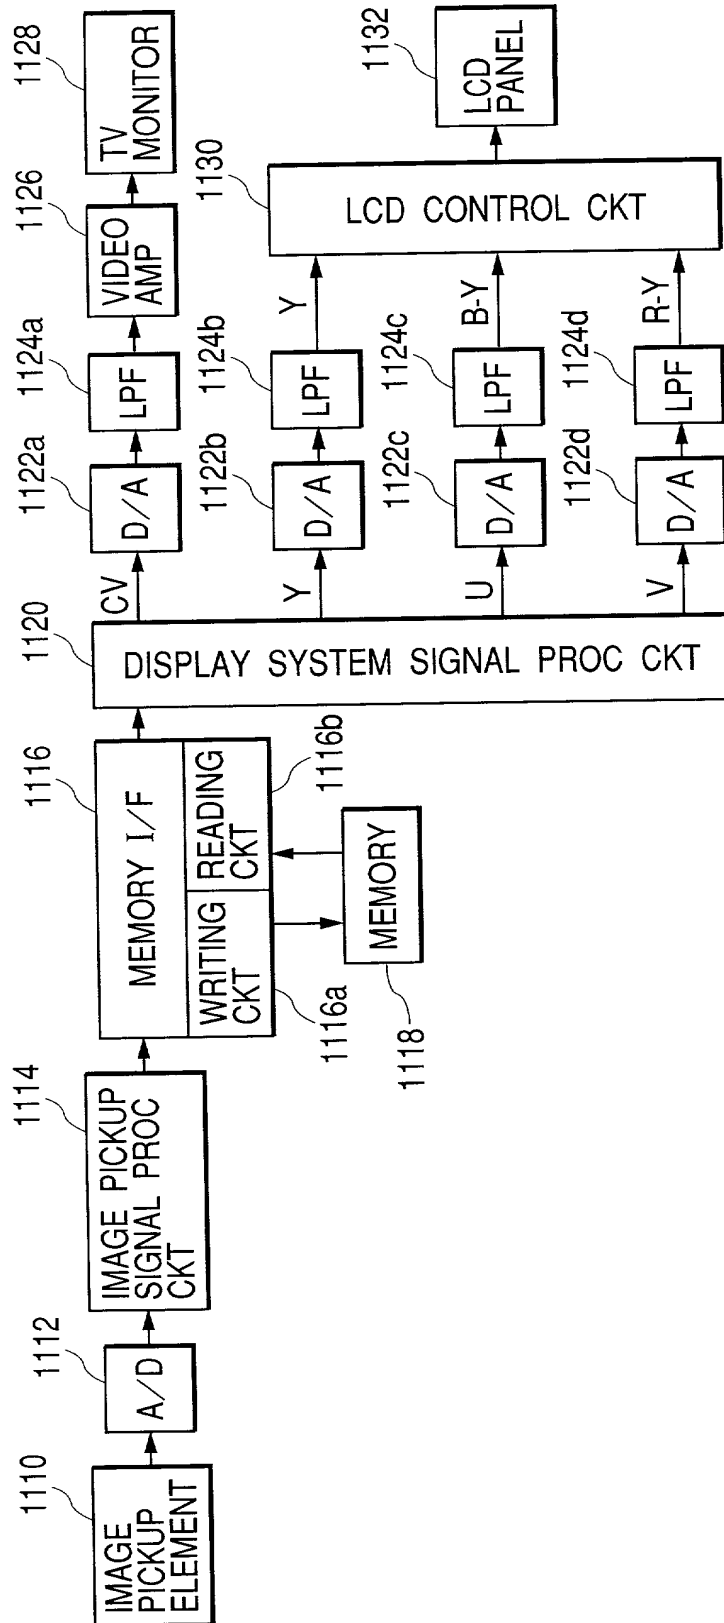 1110
IMAGE
PICKUP
ELEMENT
1112
A/D
1114
IMAGE PICKUP
SIGNAL PROC
CKT
1116
MEMORY I/F
WRITING
CKT
READING
CKT
1116a
1116b
MEMORY
1118
1120
DISPLAY SYSTEM SIGNAL PROC CKT
CV
1122a
D/A
1124a
LPF
1126
VIDEO
AMP
1128
TV
MONITOR
Y
1122b
D/A
1124b
LPF
Y
U
1122c
D/A
1124c
LPF
B-Y
V
1122d
D/A
1124d
LPF
R-Y
1130
LCD CONTROL CKT
1132
LCD
PANEL